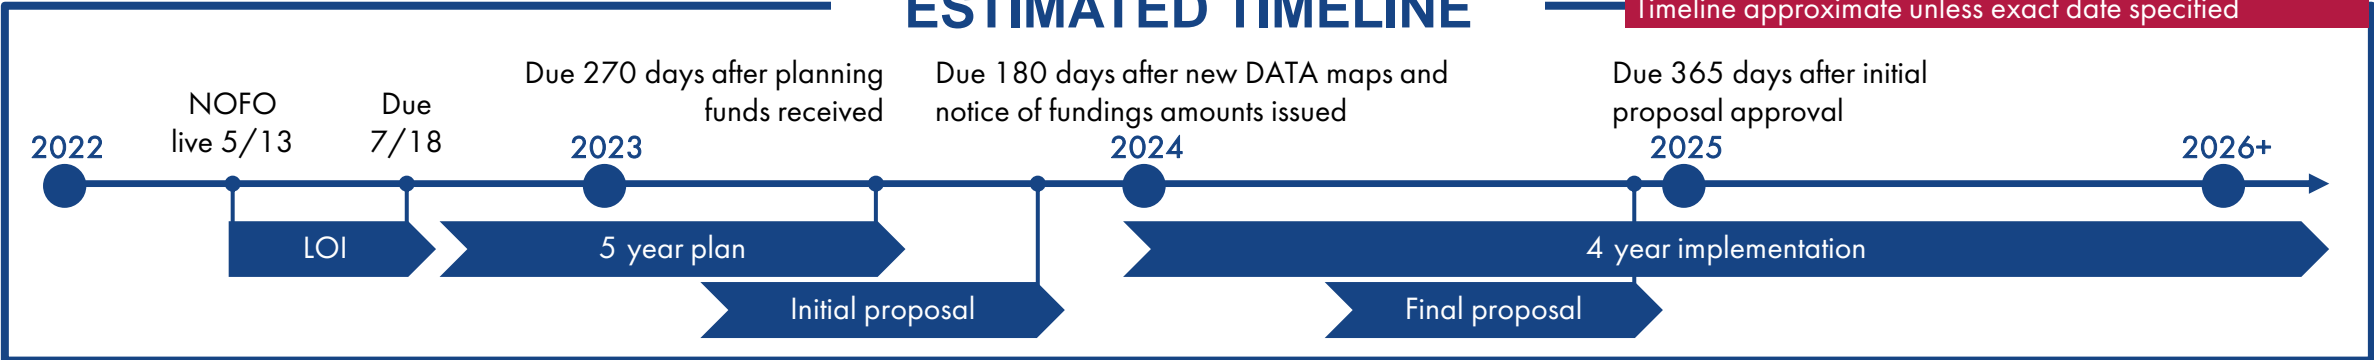 ESTIMATED TIMELINE
Timeline approximate unless exact date specified
NOFO
live 5/13
Due
7/18
Due 270 days after planning
funds received
Due 180 days after new DATA maps and
notice of fundings amounts issued
Due 365 days after initial
proposal approval
2022
2023
2024
2025
2026+
LOI
5 year plan
4 year implementation
Initial proposal
Final proposal